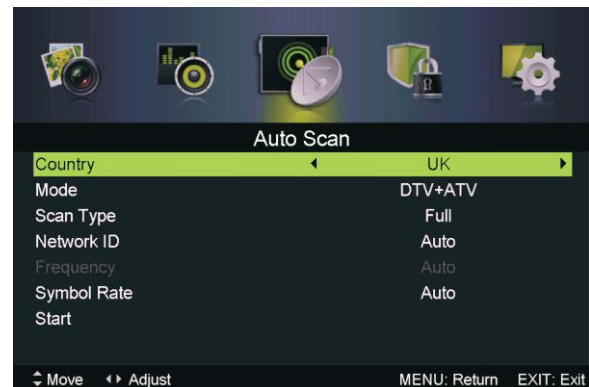 Auto Scan
Country UK
Mode DTV+ATV
Scan Type Full
Network ID Auto
Frequency Auto
Symbol Rate Auto
Start
Move Adjust MENU: Return EXIT: Exit